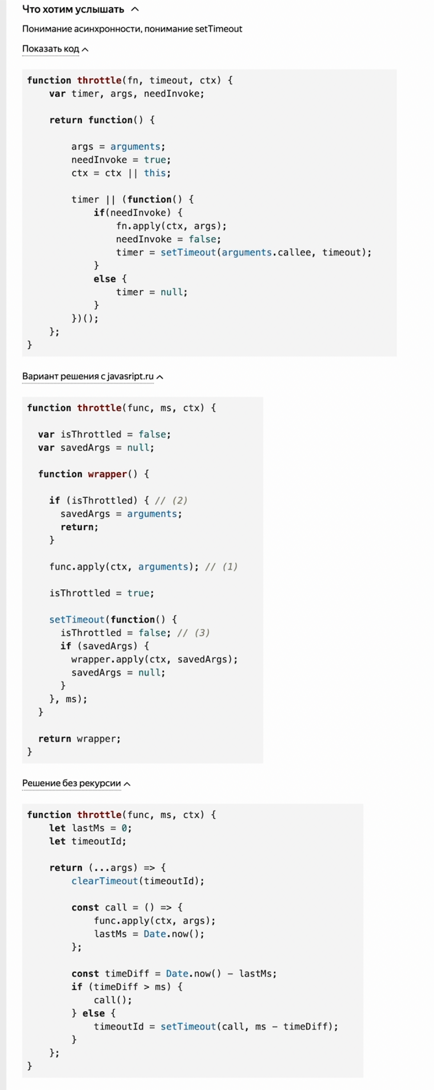 Что хотим услышать
Понимание асинхронности, понимание setTimeout
Показать код
function throttle(fn, timeout, ctx) {
    var timer, args, needInvoke;

    return function() {

        args = arguments;
        needInvoke = true;
        ctx = ctx || this;

        timer || (function() {
            if(needInvoke) {
                fn.apply(ctx, args);
                needInvoke = false;
                timer = setTimeout(arguments.callee, timeout);
            }
            else {
                timer = null;
            }
        })();
    };
}
Вариант решения с javasript.ru
function throttle(func, ms, ctx) {

  var isThrottled = false;
  var savedArgs = null;

  function wrapper() {

    if (isThrottled) { // (2)
      savedArgs = arguments;
      return;
    }

    func.apply(ctx, arguments); // (1)

    isThrottled = true;

    setTimeout(function() {
      isThrottled = false; // (3)
      if (savedArgs) {
        wrapper.apply(ctx, savedArgs);
        savedArgs = null;
      }
    }, ms);
  }

  return wrapper;
}
Решение без рекурсии
function throttle(func, ms, ctx) {
    let lastMs = 0;
    let timeoutId;

    return (...args) => {
        clearTimeout(timeoutId);

        const call = () => {
            func.apply(ctx, args);
            lastMs = Date.now();
        };

        const timeDiff = Date.now() - lastMs;
        if (timeDiff > ms) {
            call();
        } else {
            timeoutId = setTimeout(call, ms - timeDiff);
        }
    };
}